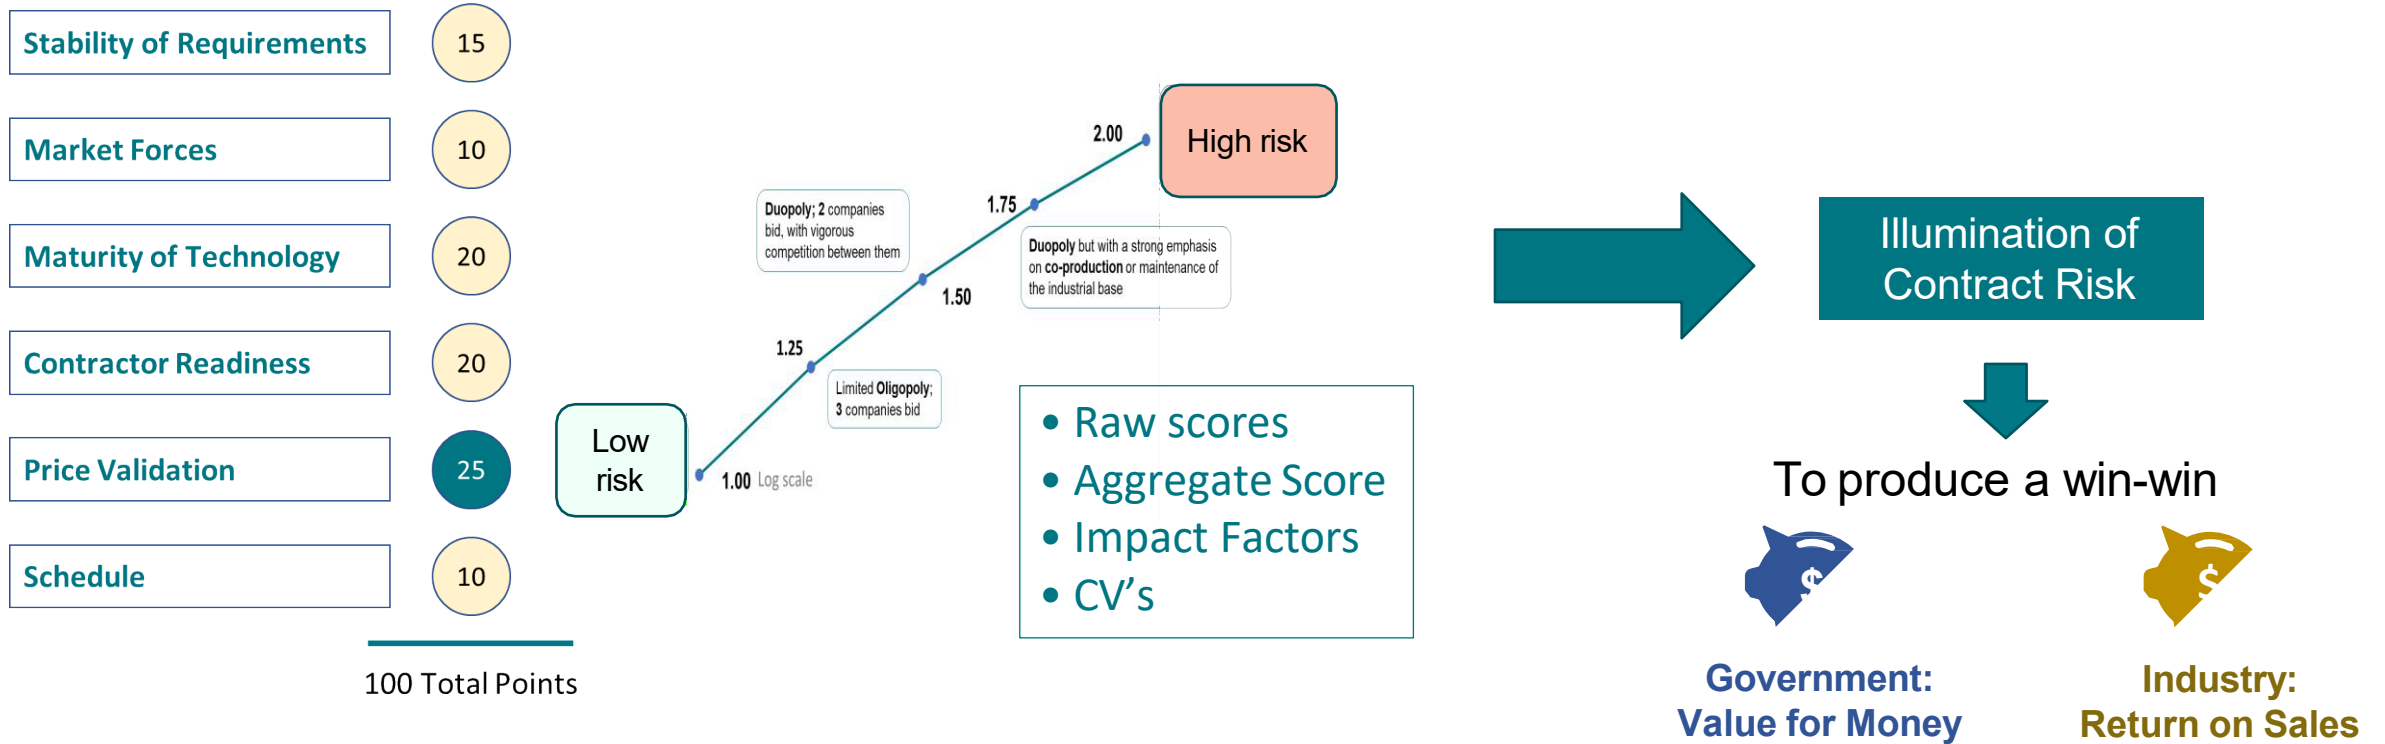 Stability of Requirements
15
Market Forces
10
Maturity of Technology
20
Contractor Readiness
20
Price Validation
25
Schedule
10
100 Total Points
Low
risk
1.00 Log scale
1.25
Limited Oligopoly;
3 companies bid
1.50
Duopoly; 2 companies
bid, with vigorous
competition between them
1.75
Duopoly but with a strong emphasis
on co-production or maintenance of
the industrial base
2.00
High risk
• Raw scores
• Aggregate Score
• Impact Factors
• CV’s
Illumination of
Contract Risk
To produce a win-win
$
Government:
Value for Money
$
Industry:
Return on Sales